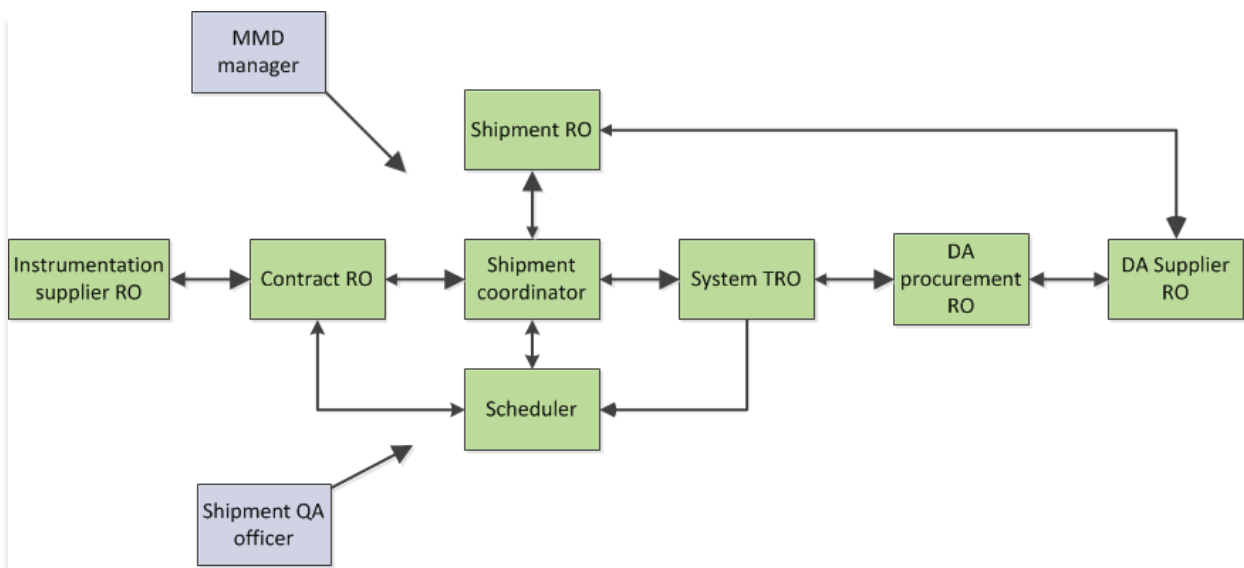 MMD
manager
Shipment RO
Instrumentation
supplier RO
Contract RO
Shipment
coordinator
System TRO
DA
procurement
RO
DA Supplier
RO
Scheduler
Shipment QA
officer